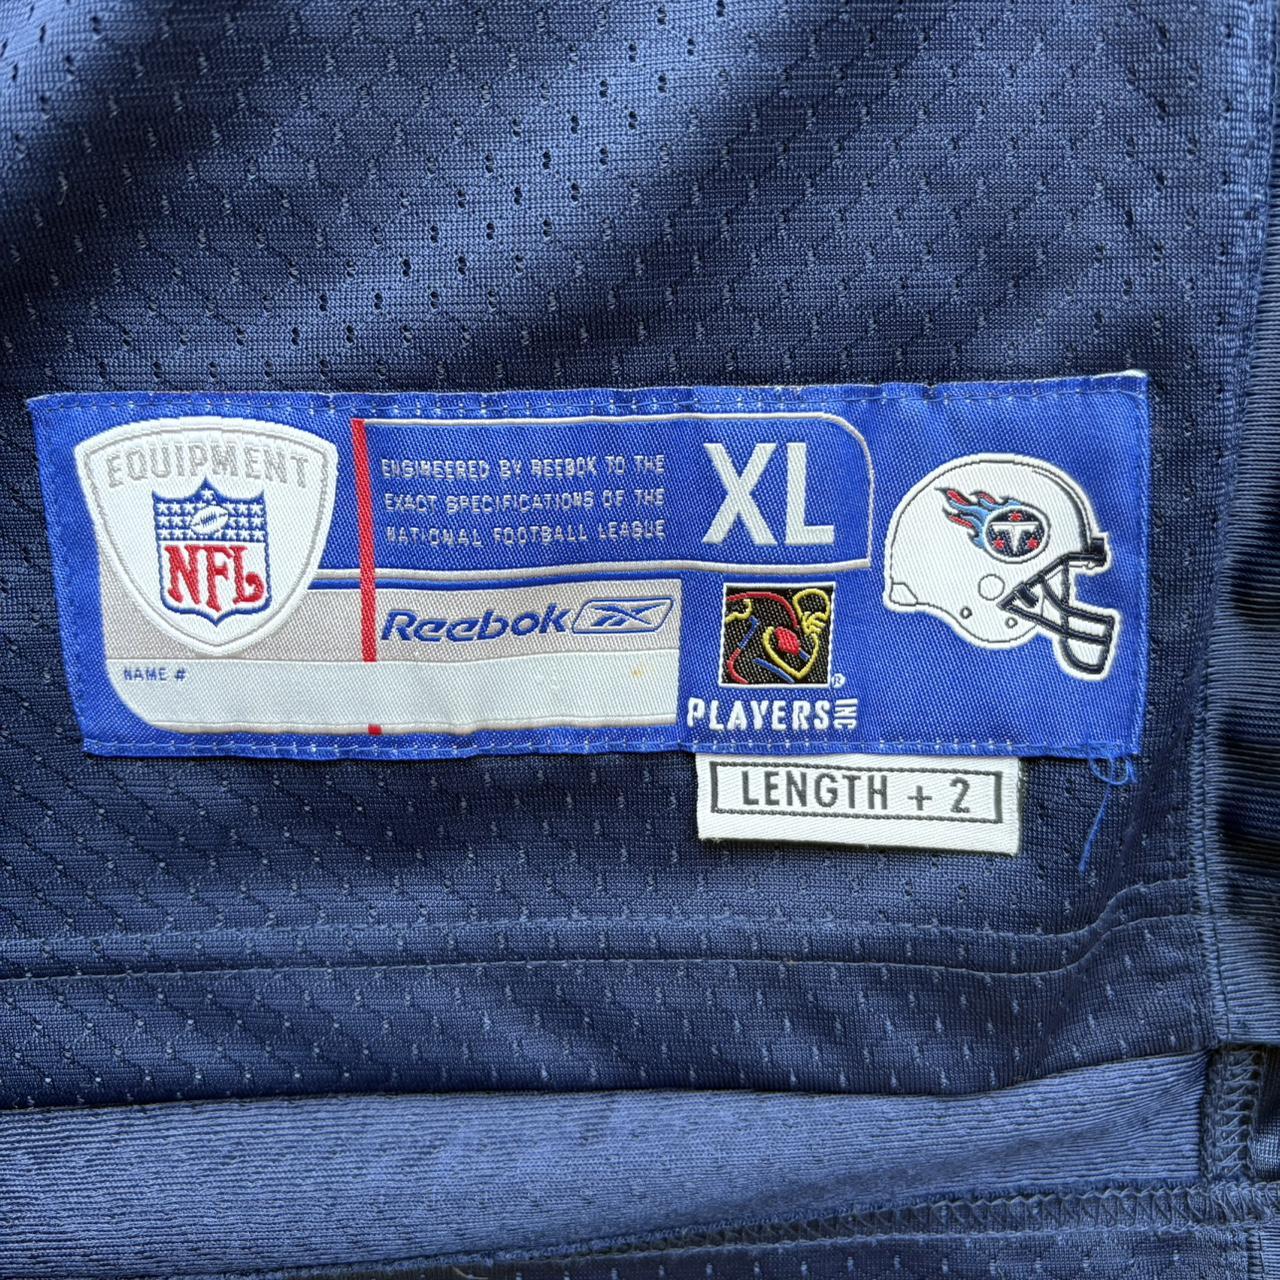 EQUIPMENT
NFL
ENGINEERED BY REEBOK TO THE
EXACT SPECIFICATIONS OF THE
NATIONAL FOOTBALL LEAGUE
XL
Reebok
NAME #
PLAYERS INC
®
T
LENGTH + 2